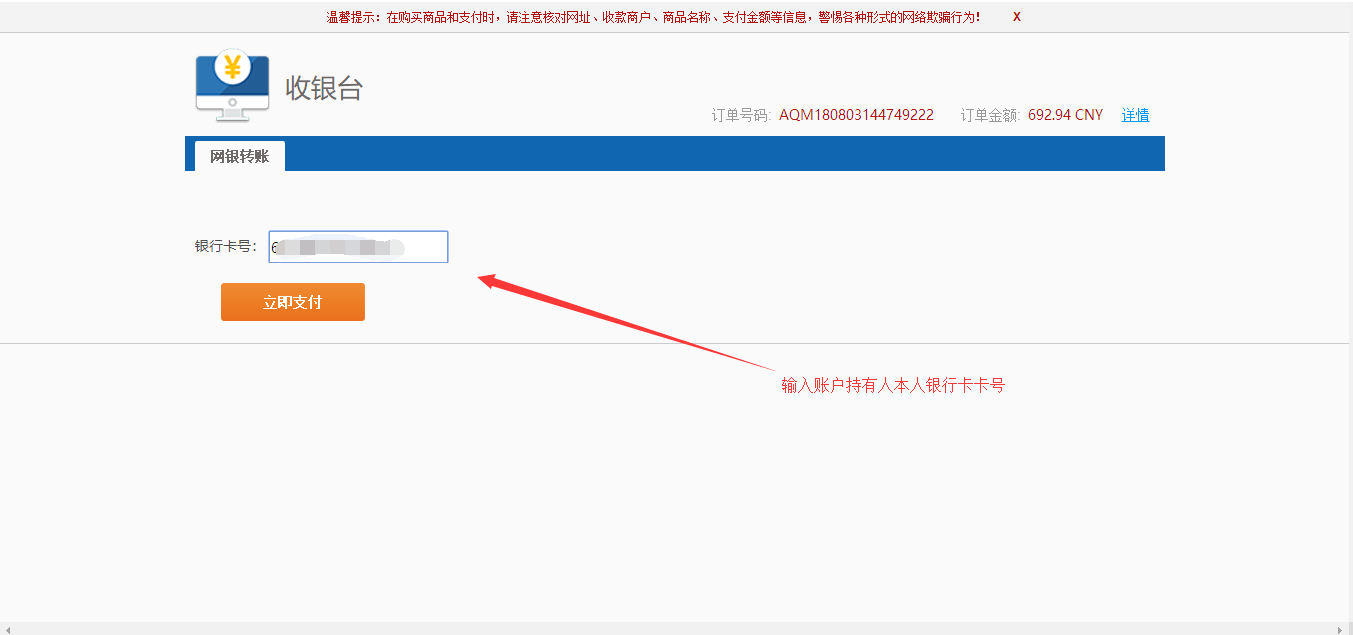 温馨提示：在购买商品和支付时，请注意核对网址、收款商户、商品名称、支付金额等信息，警惕各种形式的网络欺骗行为！ X
收银台
订单号码: AQM180803144749222 订单金额: 692.94 CNY 详情
网银转账
银行卡号: 6
立即支付
输入账户持有人本人银行卡卡号